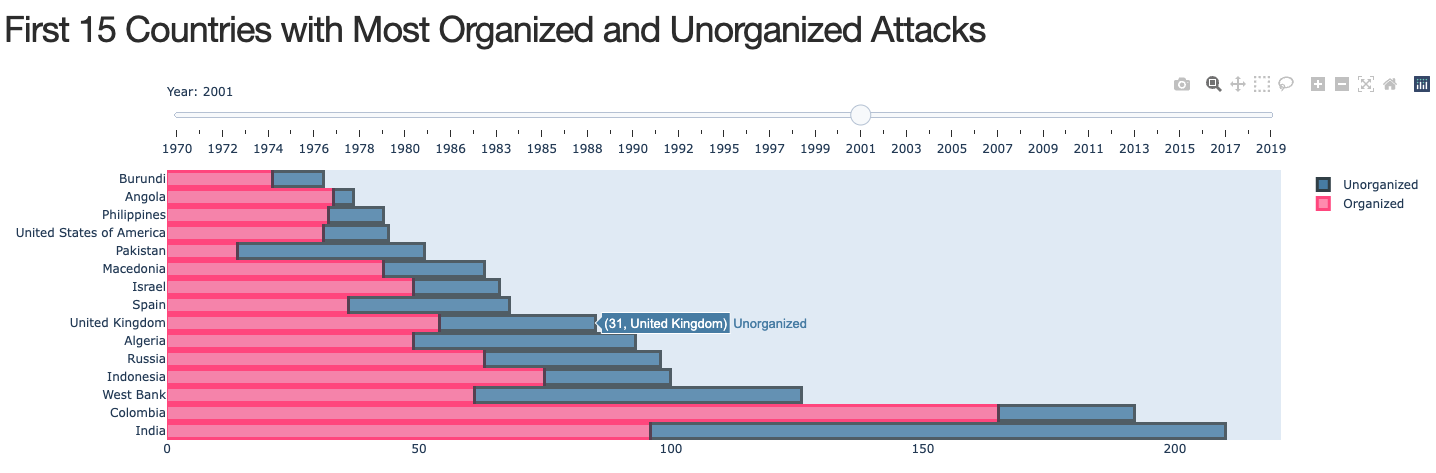 First 15 Countries with Most Organized and Unorganized Attacks
Year: 2001
1970 1972 1974 1976 1978 1980 1986 1983 1985 1988 1990 1992 1995 1997 1999 2001 2003 2005 2007 2009 2011 2013 2015 2017 2019
Unorganized
Organized
Burundi
Angola
Philippines
United States of America
Pakistan
Macedonia
Israel
Spain
United Kingdom (31, United Kingdom) Unorganized
Algeria
Russia
Indonesia
West Bank
Colombia
India
0 50 100 150 200